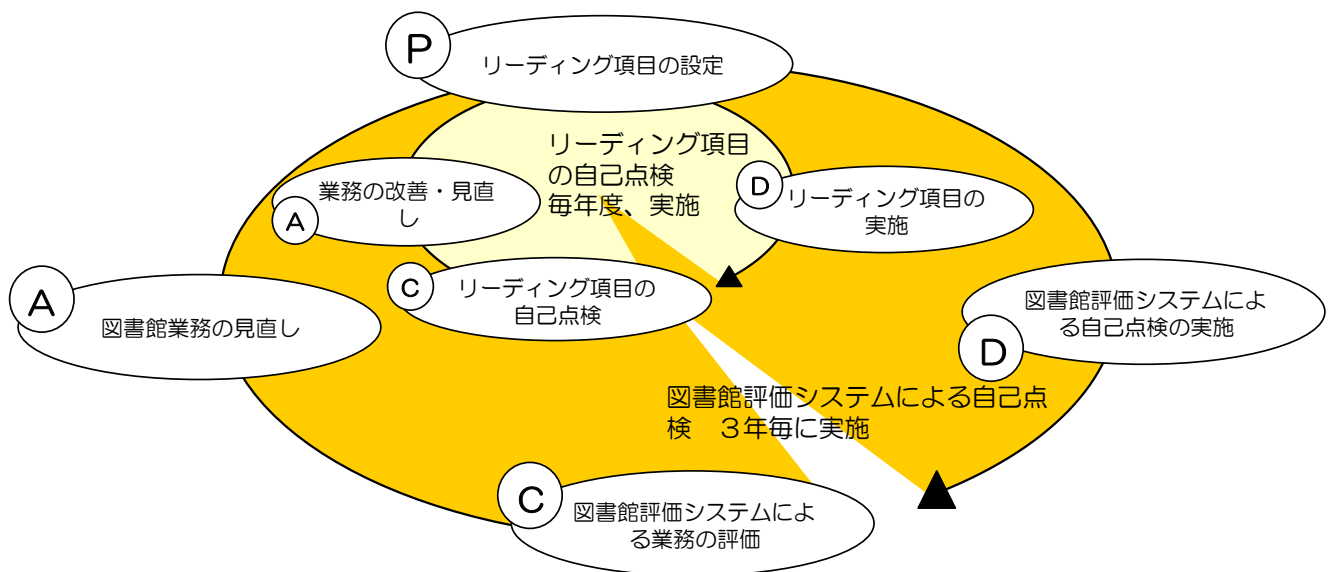 P
リーディング項目の設定
リーディング項目
の自己点検
毎年度、実施
業務の改善・見直
し
A
D
リーディング項目の
実施
C
リーディング項目の
自己点検
A
図書館業務の見直し
図書館評価システムによ
る自己点検の実施
D
図書館評価システムによる自己点
検　３年毎に実施
C
図書館評価システムによ
る業務の評価